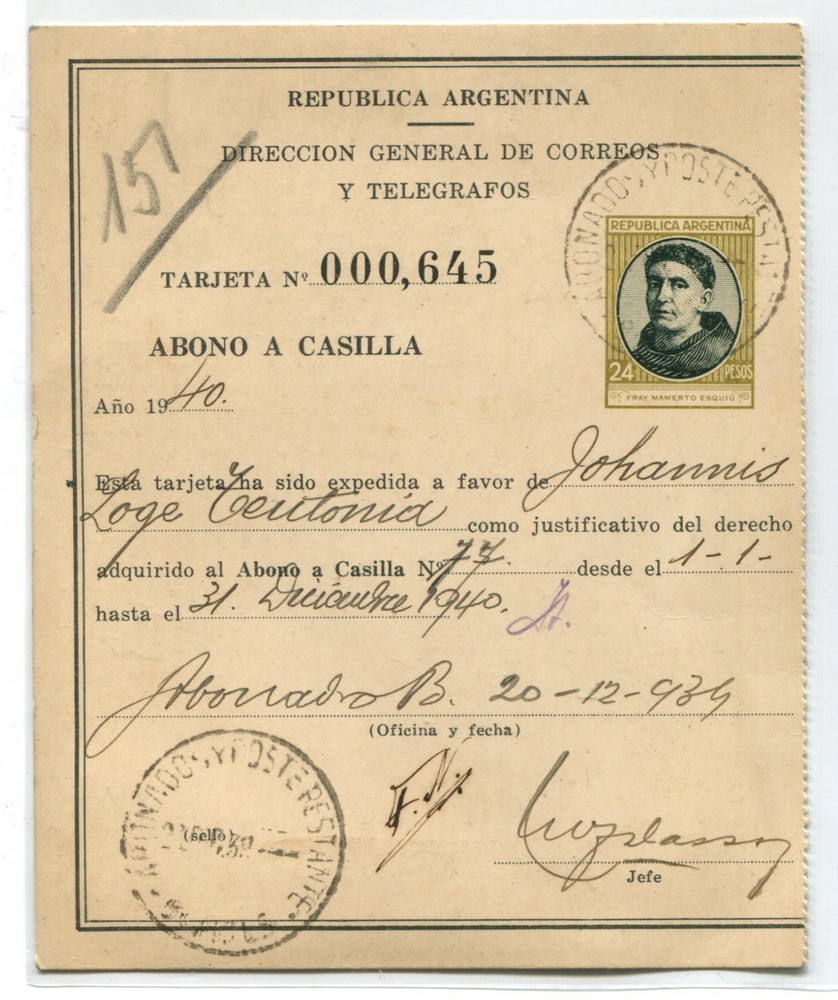 REPUBLICA ARGENTINA
DIRECCION GENERAL DE CORREOS
Y TELEGRAFOS
157
ABONADOS Y POSTE RESTANTE
REPUBLICA ARGENTINA
24 PESOS
FRAY MAMERTO ESQUIÚ
TARJETA Nº 000,645
ABONO A CASILLA
Año 1940.
Esta tarjeta ha sido expedida a favor de Johannis
Loge Teutonia como justificativo del derecho
adquirido al Abono a Casilla Nº 77. desde el 1-1-
hasta el 31. Diciembre 1940.
Abonados B. 20-12-939
(Oficina y fecha)
ABONADOS Y POSTE RESTANTE
(sello)
Jefe